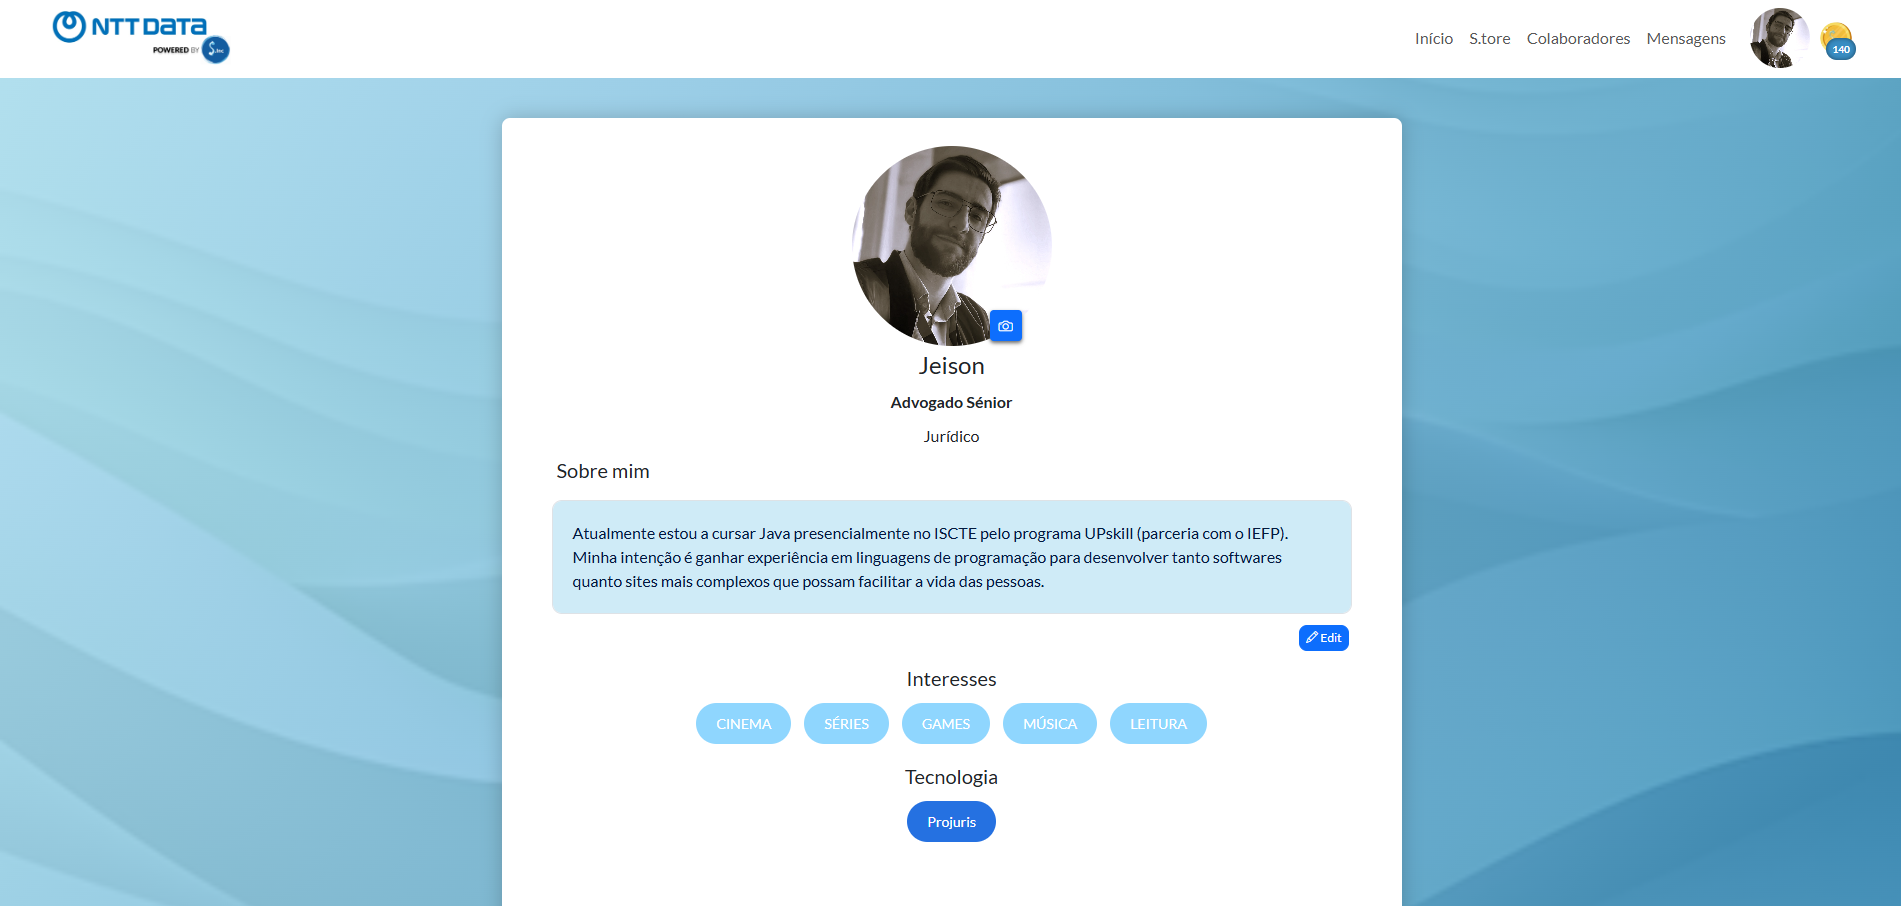 NTT DATA
POWERED BY S.tec
Início S.tore Colaboradores Mensagens
140
Jeison
Advogado Sénior
Jurídico
Sobre mim
Atualmente estou a cursar Java presencialmente no ISCTE pelo programa UPskill (parceria com o IEFP).
Minha intenção é ganhar experiência em linguagens de programação para desenvolver tanto softwares
quanto sites mais complexos que possam facilitar a vida das pessoas.
Edit
Interesses
CINEMA SÉRIES GAMES MÚSICA LEITURA
Tecnologia
Projuris